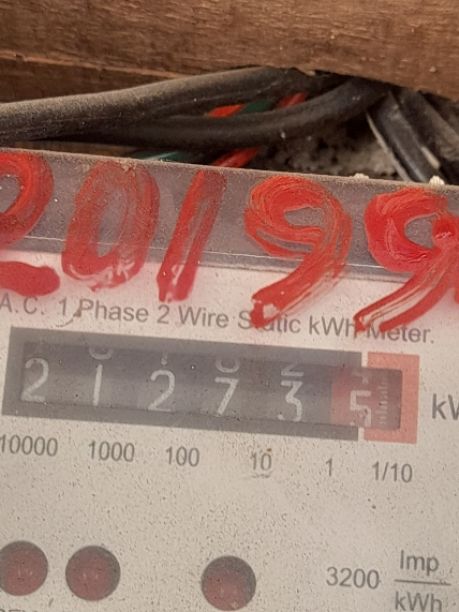 20199
A.C. 1 Phase 2 Wire Static kWh Meter.
2 1 2 7 3 5
10000 1000 100 10 1 1/10
3200 Imp
kWh